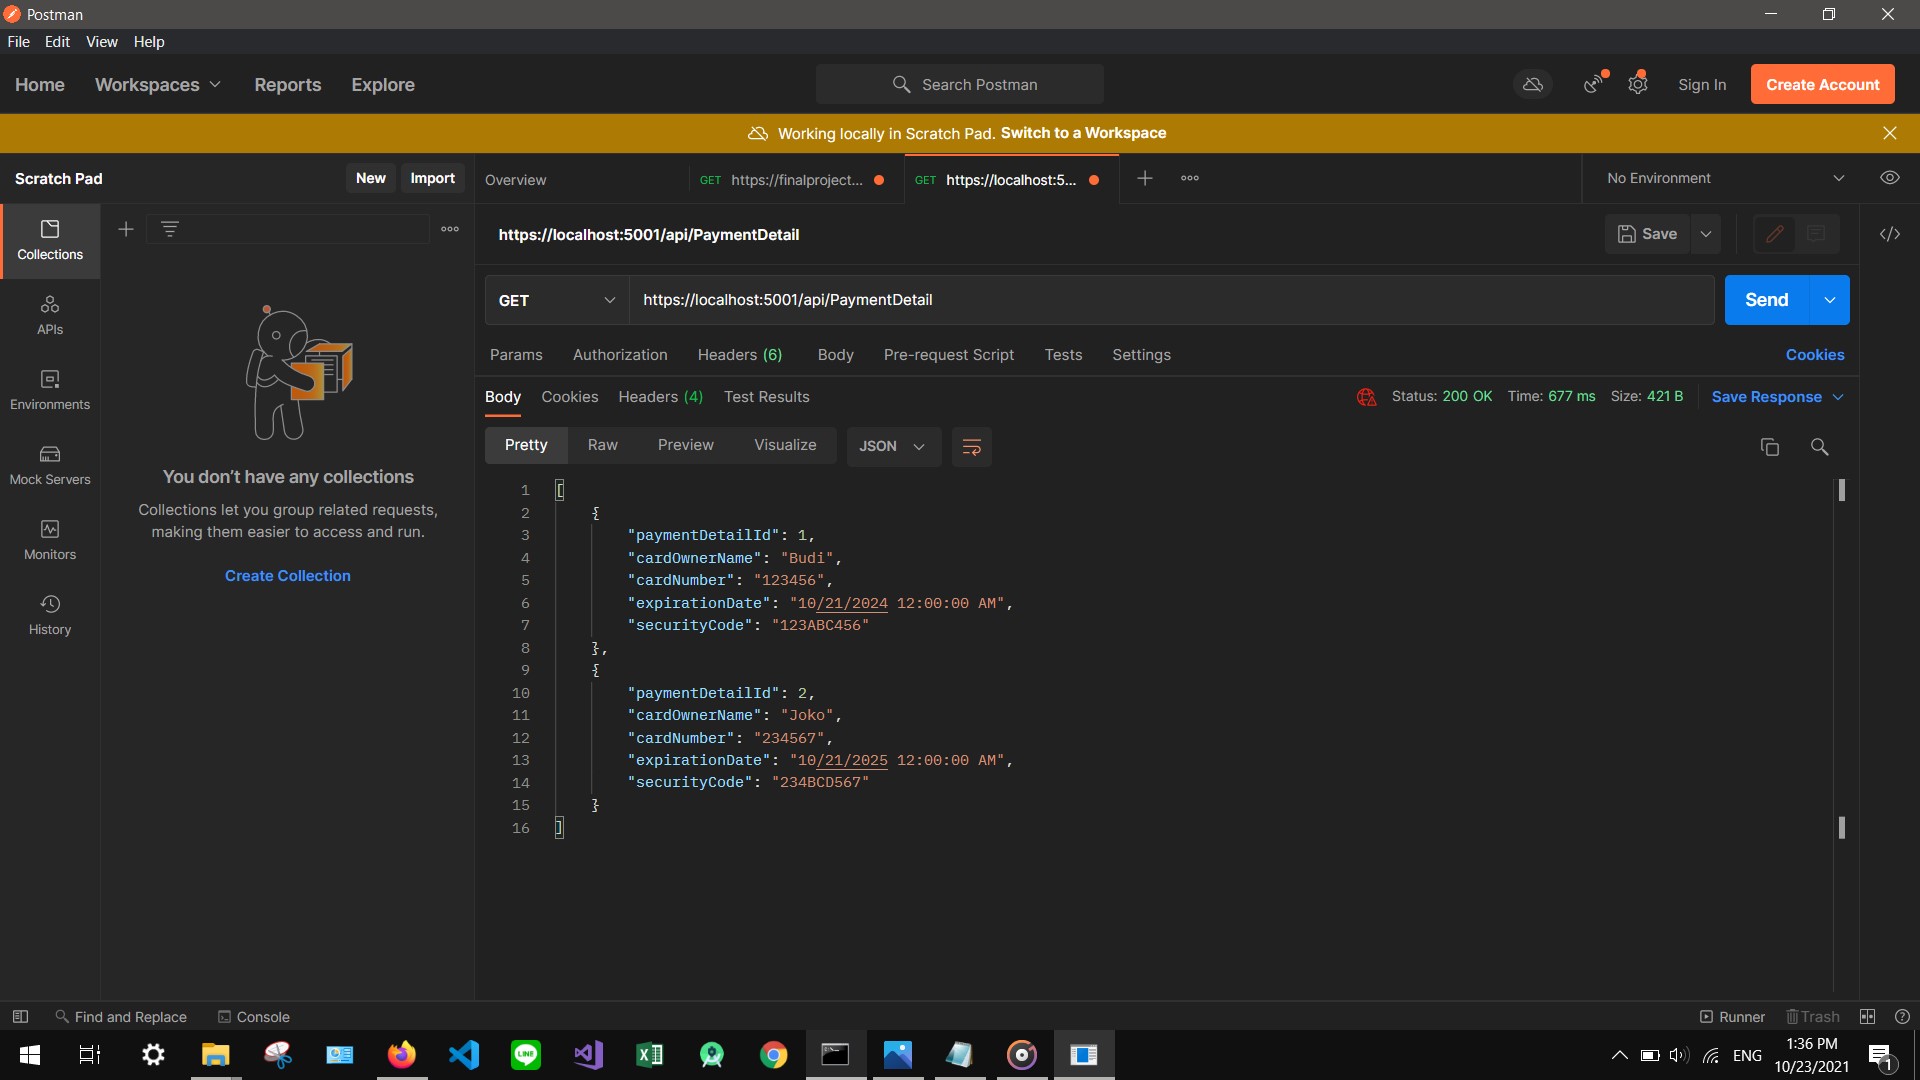 Postman
File Edit View Help
Home Workspaces Reports Explore Search Postman Sign In Create Account
Working locally in Scratch Pad. Switch to a Workspace
Scratch Pad New Import Overview GET https://finalproject... GET https://localhost:5... No Environment
https://localhost:5001/api/PaymentDetail Save
Collections
GET https://localhost:5001/api/PaymentDetail Send
APIs
Params Authorization Headers (6) Body Pre-request Script Tests Settings Cookies
Body Cookies Headers (4) Test Results Status: 200 OK Time: 677 ms Size: 421 B Save Response
Environments
Pretty Raw Preview Visualize JSON
Mock Servers
You don't have any collections
Collections let you group related requests,
making them easier to access and run.
Monitors
Create Collection
History
1 [
2 {
3 "paymentDetailId": 1,
4 "cardOwnerName": "Budi",
5 "cardNumber": "123456",
6 "expirationDate": "10/21/2024 12:00:00 AM",
7 "securityCode": "123ABC456"
8 },
9 {
10 "paymentDetailId": 2,
11 "cardOwnerName": "Joko",
12 "cardNumber": "234567",
13 "expirationDate": "10/21/2025 12:00:00 AM",
14 "securityCode": "234BCD567"
15 }
16 ]
Find and Replace Console Runner Trash
LINE
ENG 1:36 PM
10/23/2021 1